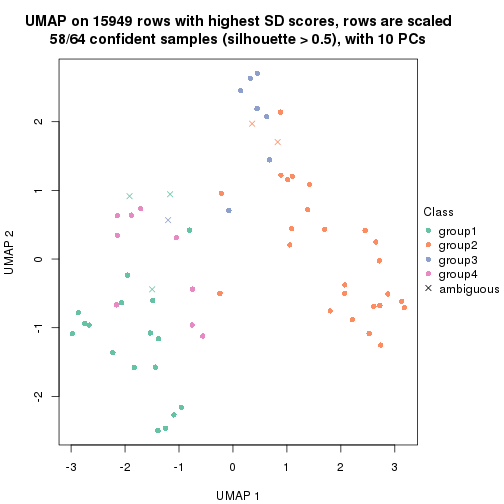 UMAP on 15949 rows with highest SD scores, rows are scaled
58/64 confident samples (silhouette > 0.5), with 10 PCs
2
1
0
-1
-2
UMAP 2
-3
-2
-1
0
1
2
3
UMAP 1
Class
group1
group2
group3
group4
ambiguous